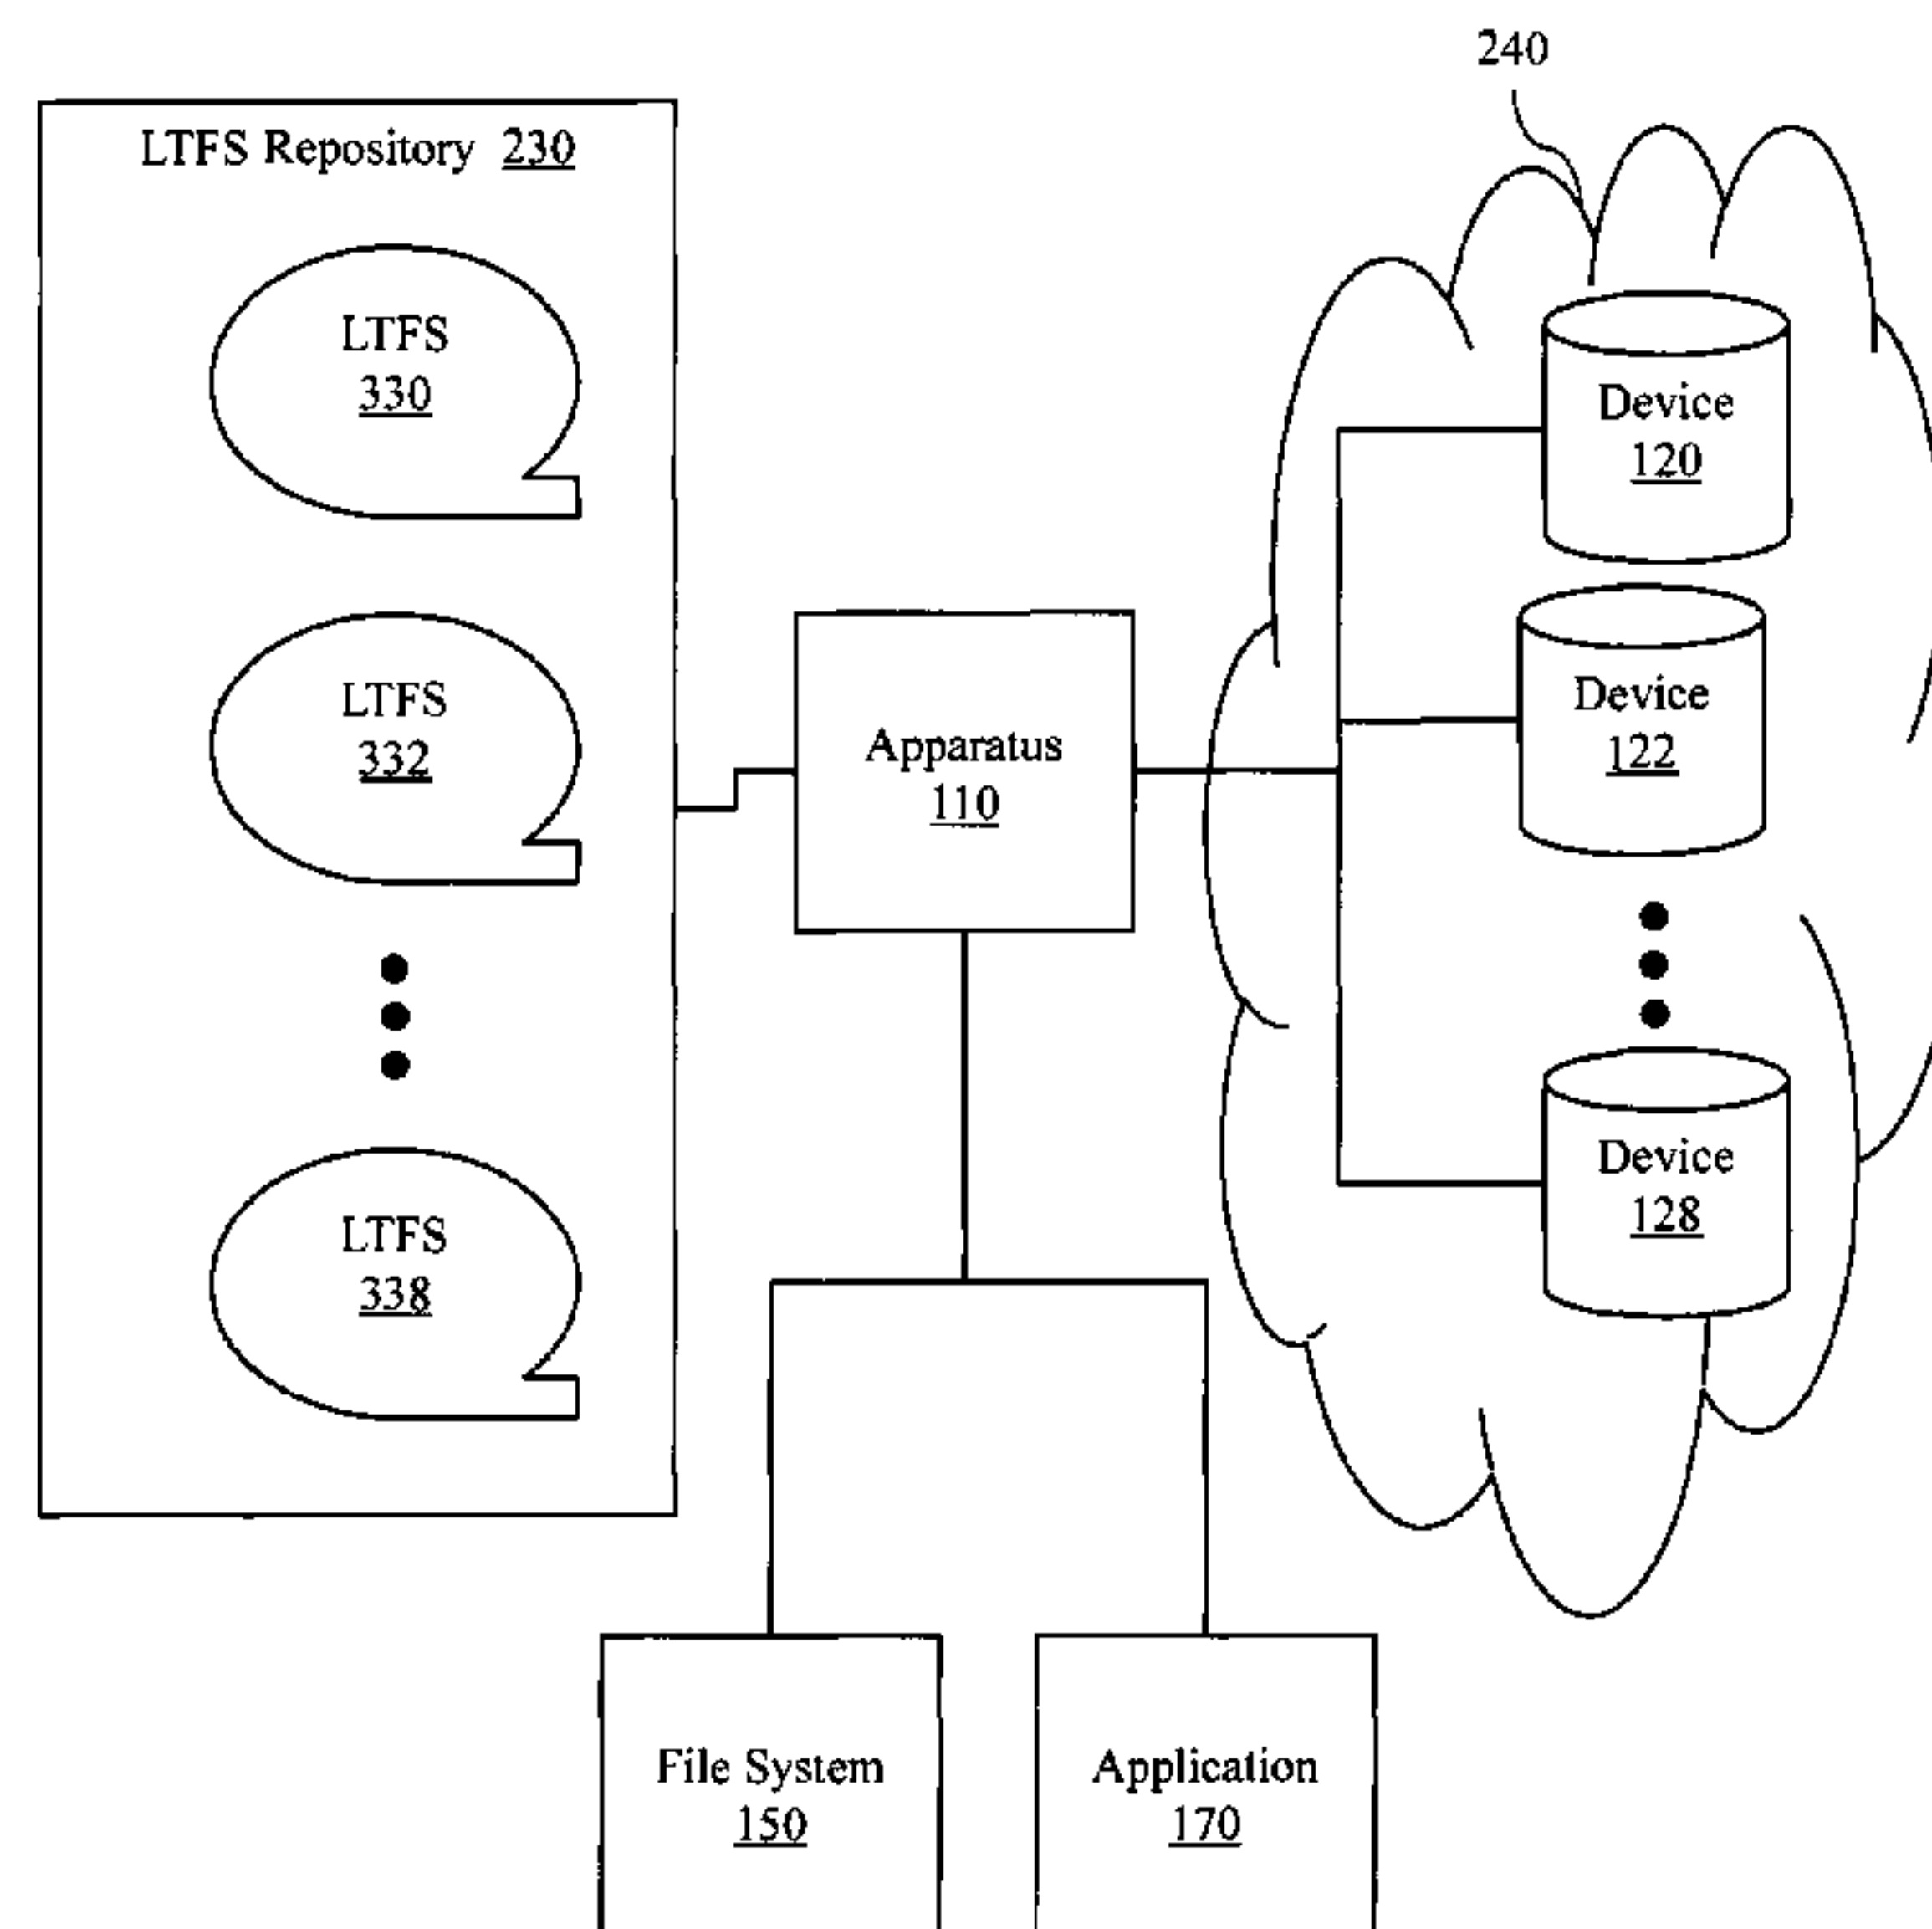 240
LTFS Repository 230
LTFS
330
LTFS
332
LTFS
338
Apparatus
110
Device
120
Device
122
Device
128
File System
150
Application
170